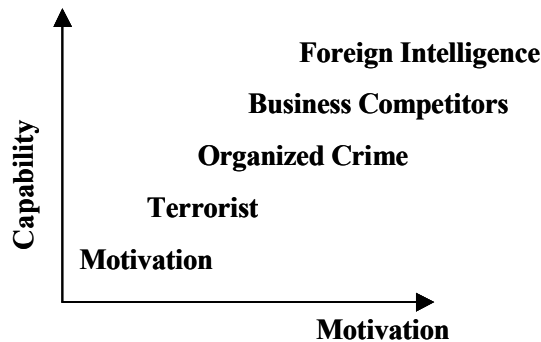 Foreign Intelligence
Business Competitors
Organized Crime
Terrorist
Motivation
Capability
Motivation